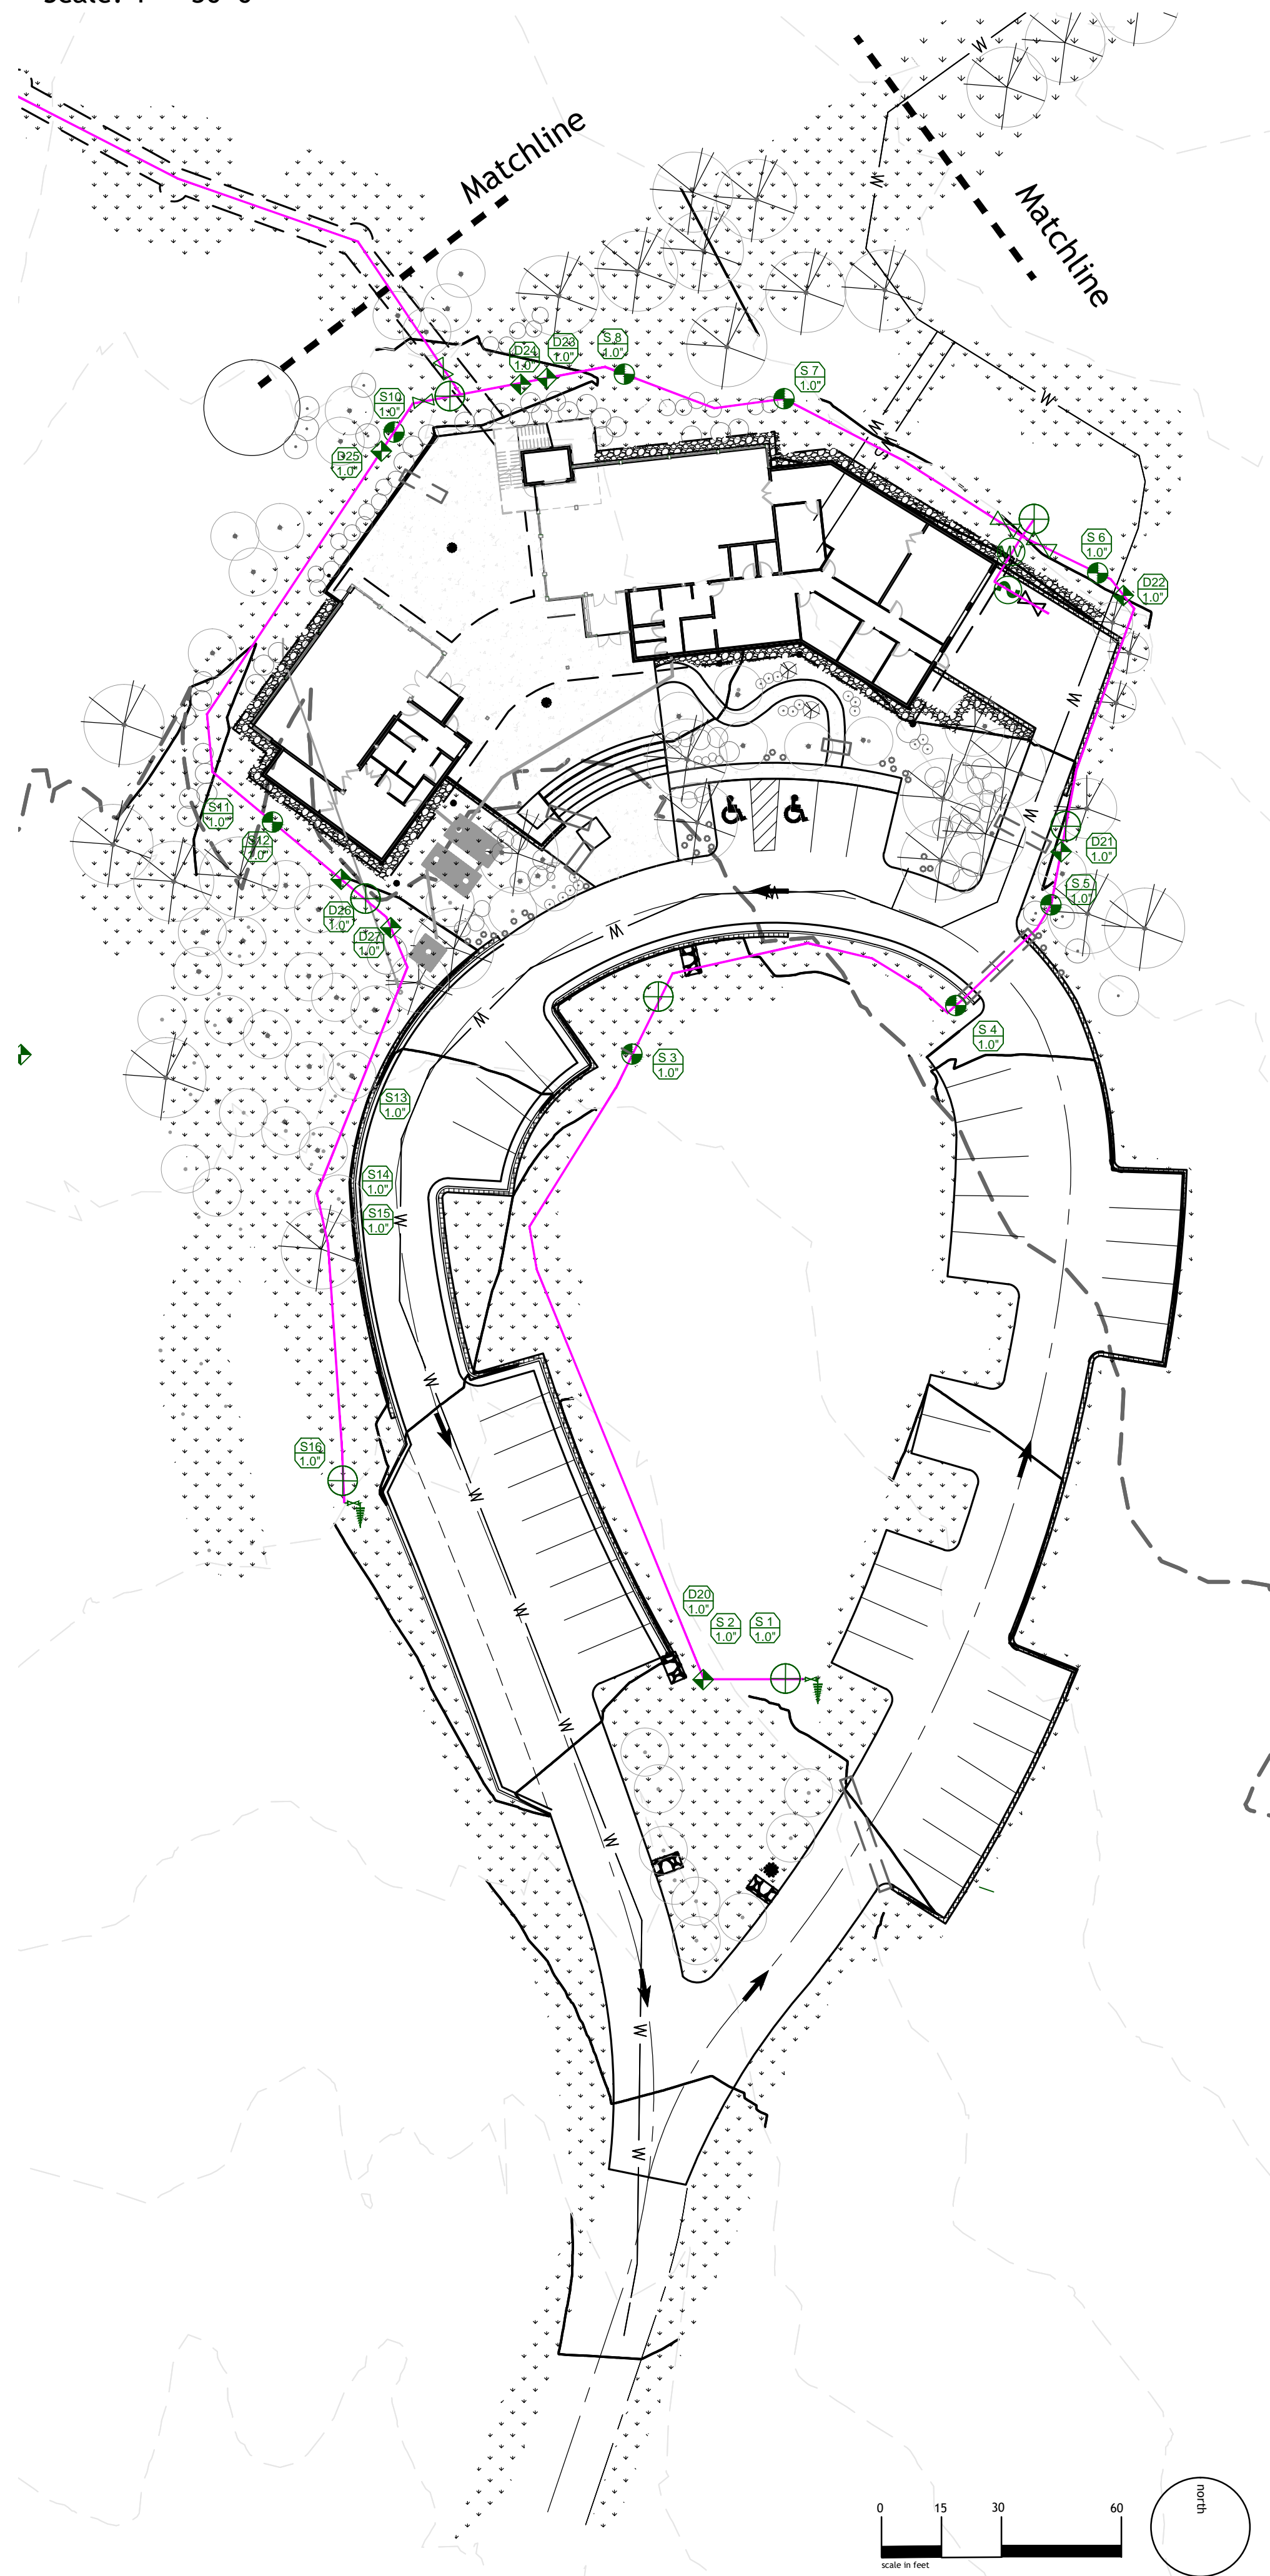 W
Matchline
Matchline
W
W
S 8
1.0"
D23
1.0"
D24
1.0"
S 7
1.0"
S10
1.0"
W
W
D25
1.0"
S 6
1.0"
MV
D22
1.0"
W
S11
1.0"
S12
1.0"
W
D21
1.0"
S 5
1.0"
W
W
D26
1.0"
D27
1.0"
W
S 4
1.0"
S 3
1.0"
S13
1.0"
S14
1.0"
S15
1.0"
W
W
S16
1.0"
W
W
D20
1.0"
S 2
1.0"
S 1
1.0"
W
W
W
W
north
0 15 30 60
scale in feet